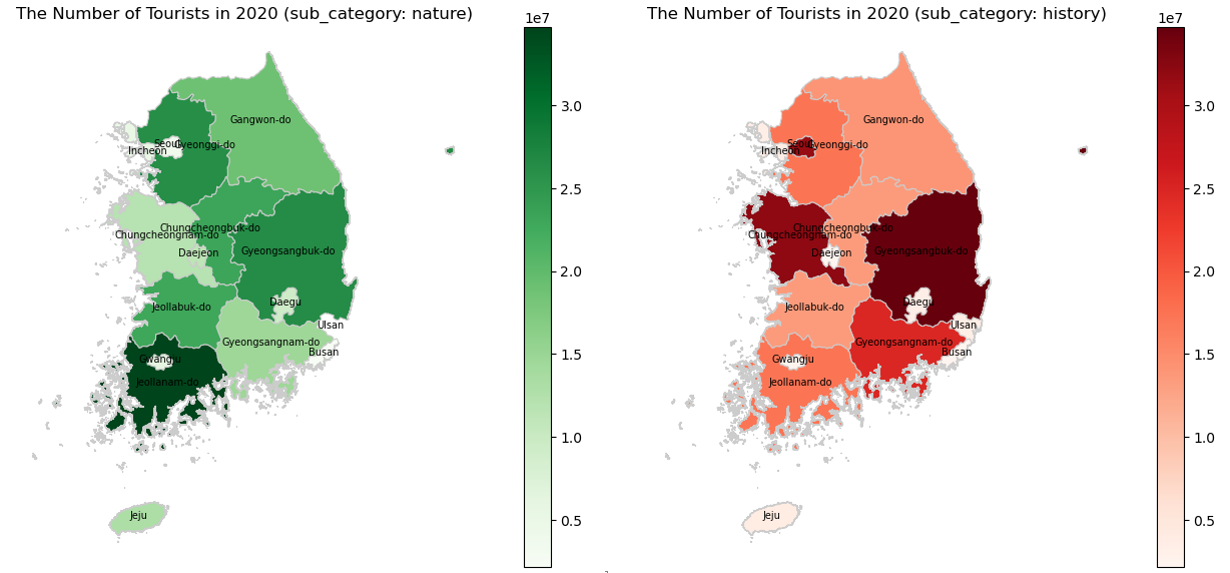 The Number of Tourists in 2020 (sub_category: nature)
1e7
3.0
2.5
2.0
1.5
1.0
0.5
Gangwon-do
Seoul
Gyeonggi-do
Incheon
Chungcheongbuk-do
Chungcheongnam-do
Daejeon
Gyeongsangbuk-do
Daegu
Jeollabuk-do
Ulsan
Gyeongsangnam-do
Busan
Gwangju
Jeollanam-do
Jeju
The Number of Tourists in 2020 (sub_category: history)
1e7
3.0
2.5
2.0
1.5
1.0
0.5
Gangwon-do
Seoul
Gyeonggi-do
Incheon
Chungcheongbuk-do
Chungcheongnam-do
Daejeon
Gyeongsangbuk-do
Daegu
Jeollabuk-do
Ulsan
Gyeongsangnam-do
Busan
Gwangju
Jeollanam-do
Jeju